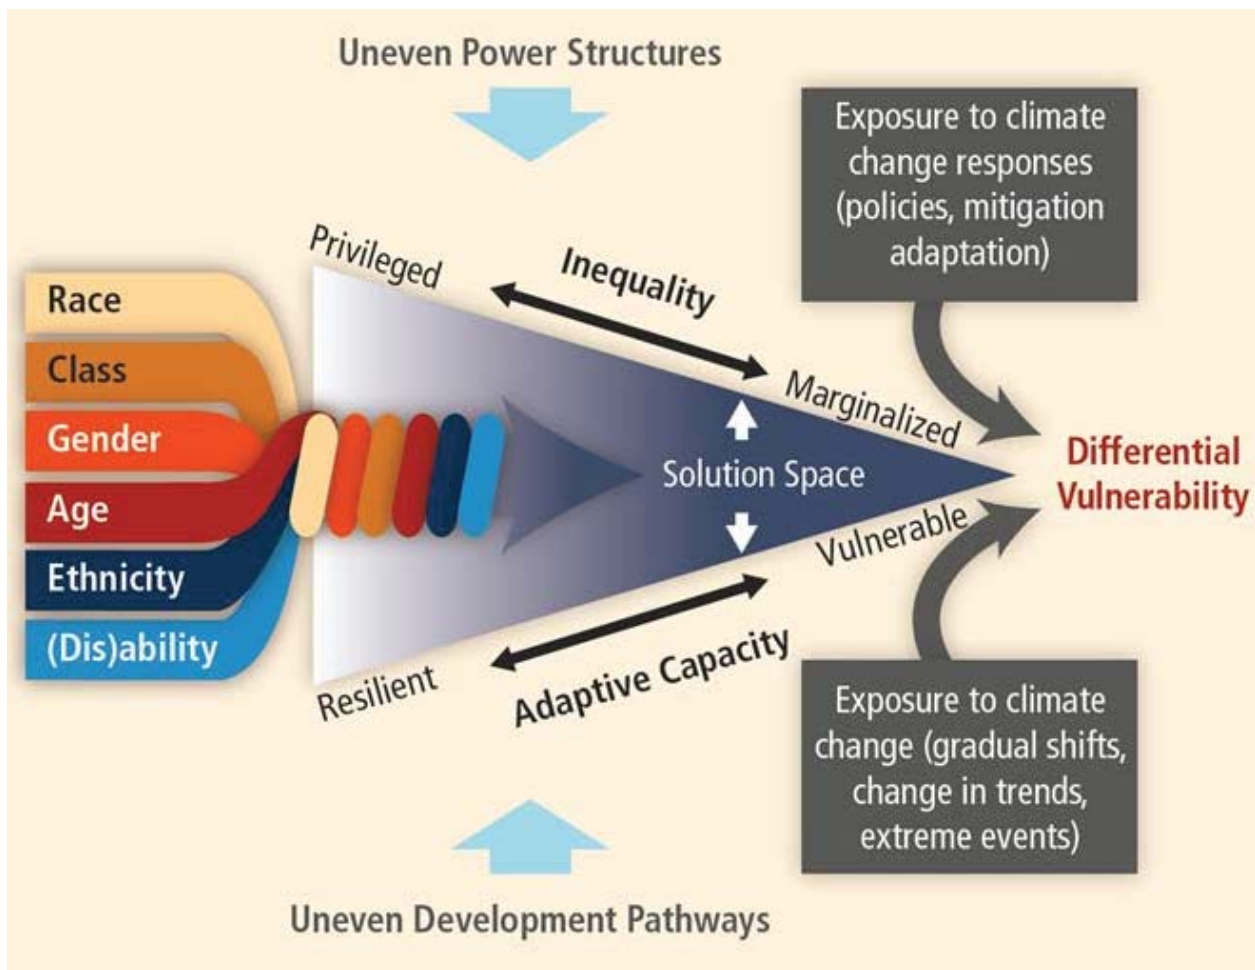 Uneven Power Structures
Exposure to climate
change responses
(policies, mitigation
adaptation)
Privileged
Inequality
Marginalized
Race
Class
Gender
Age
Ethnicity
(Dis)ability
Solution Space
Differential
Vulnerability
Vulnerable
Resilient
Adaptive Capacity
Exposure to climate
change (gradual shifts,
change in trends,
extreme events)
Uneven Development Pathways